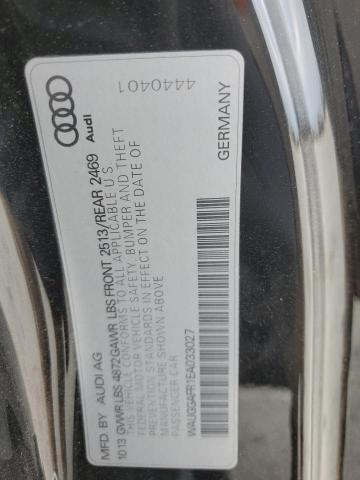 MFD BY AUDI AG
1013 GVWR LBS 4872 GAWR LBS FRONT 2513/REAR 2469
THIS VEHICLE CONFORMS TO ALL APPLICABLE U S
FEDERAL MOTOR VEHICLE SAFETY, BUMPER AND THEFT
PREVENTION STANDARDS IN EFFECT ON THE DATE OF
MANUFACTURE SHOWN ABOVE
PASSENGER CAR
Audi
4440401
WAUGGAFR1EA033027
GERMANY